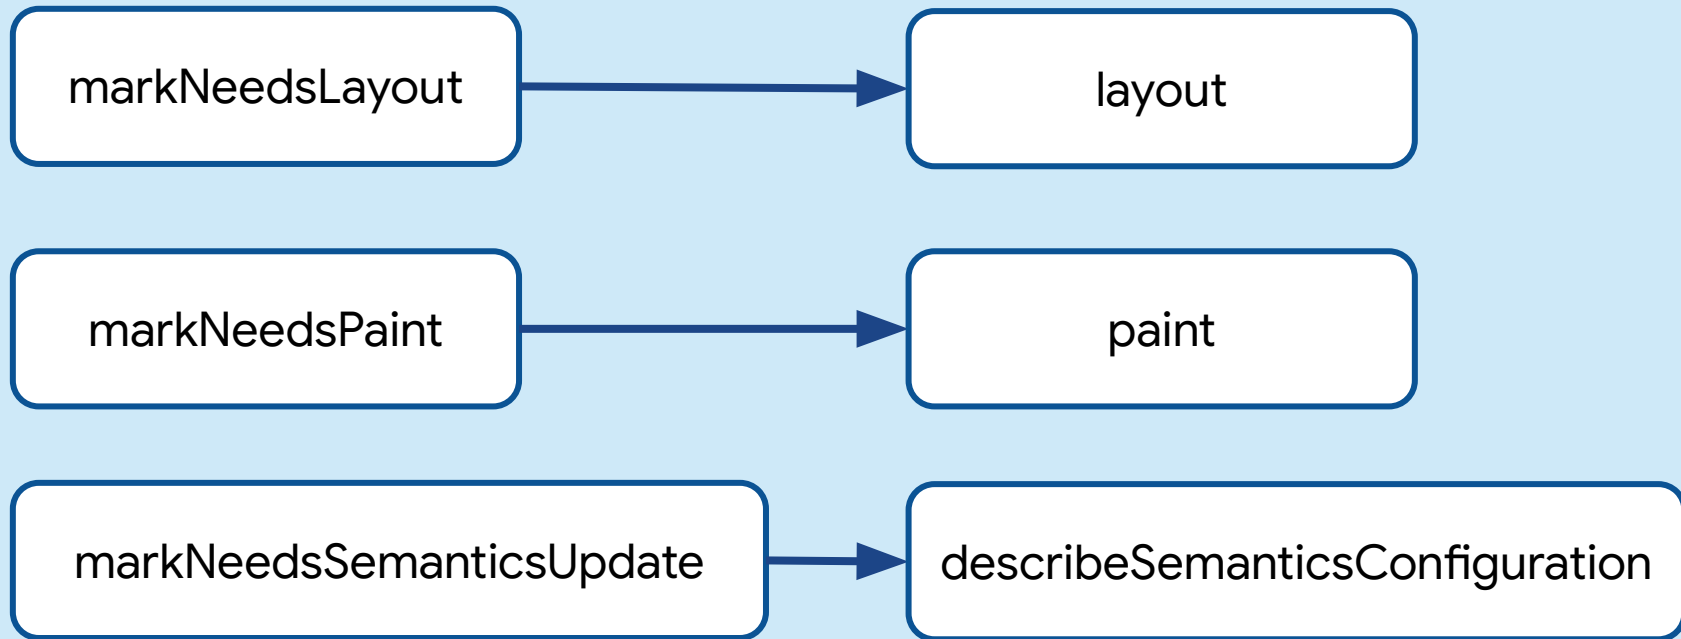 markNeedsLayout
layout
markNeedsPaint
paint
markNeedsSemanticsUpdate
describeSemanticsConfiguration